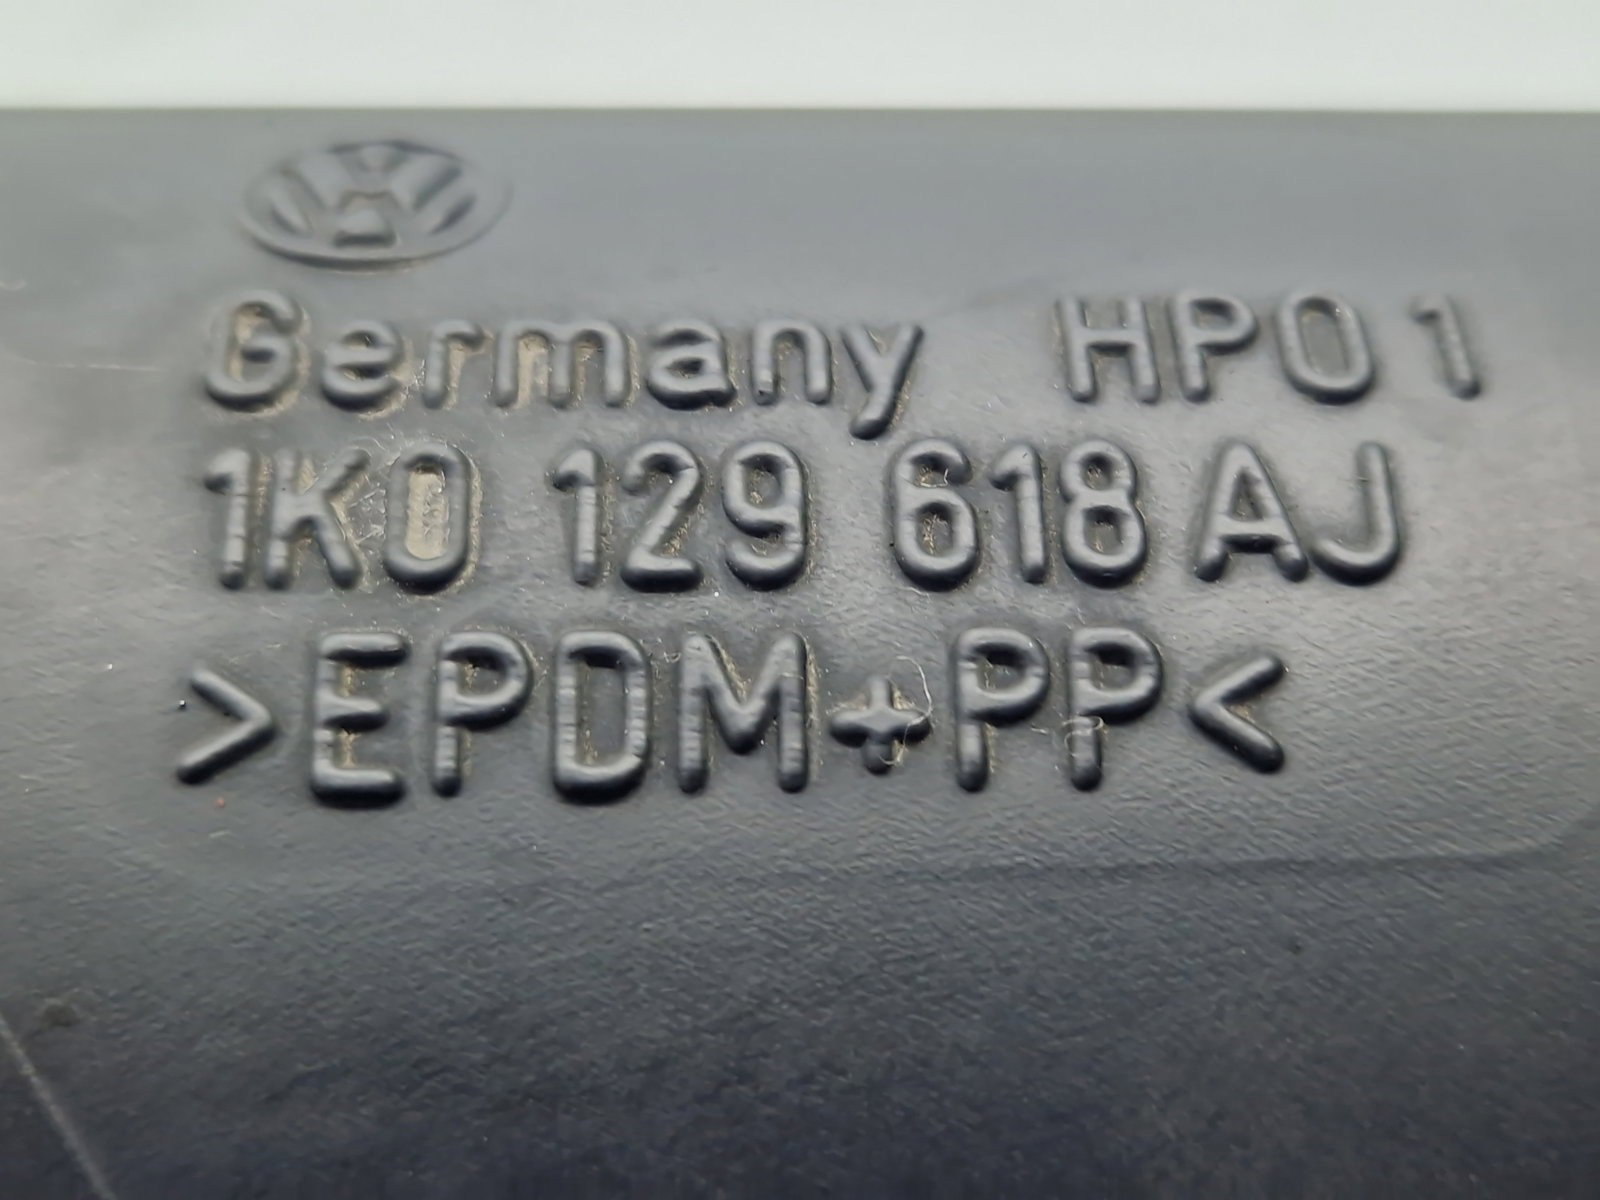 Germany HP01
1K0 129 618 AJ
>EPDM+PP<